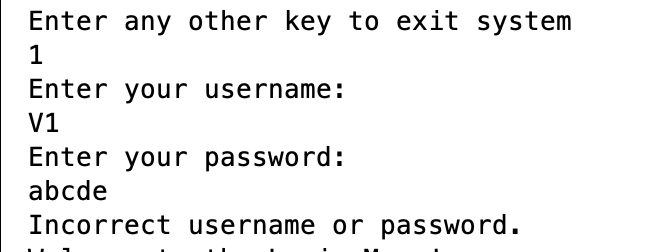 Enter any other key to exit system
1
Enter your username:
V1
Enter your password:
abcde
Incorrect username or password.